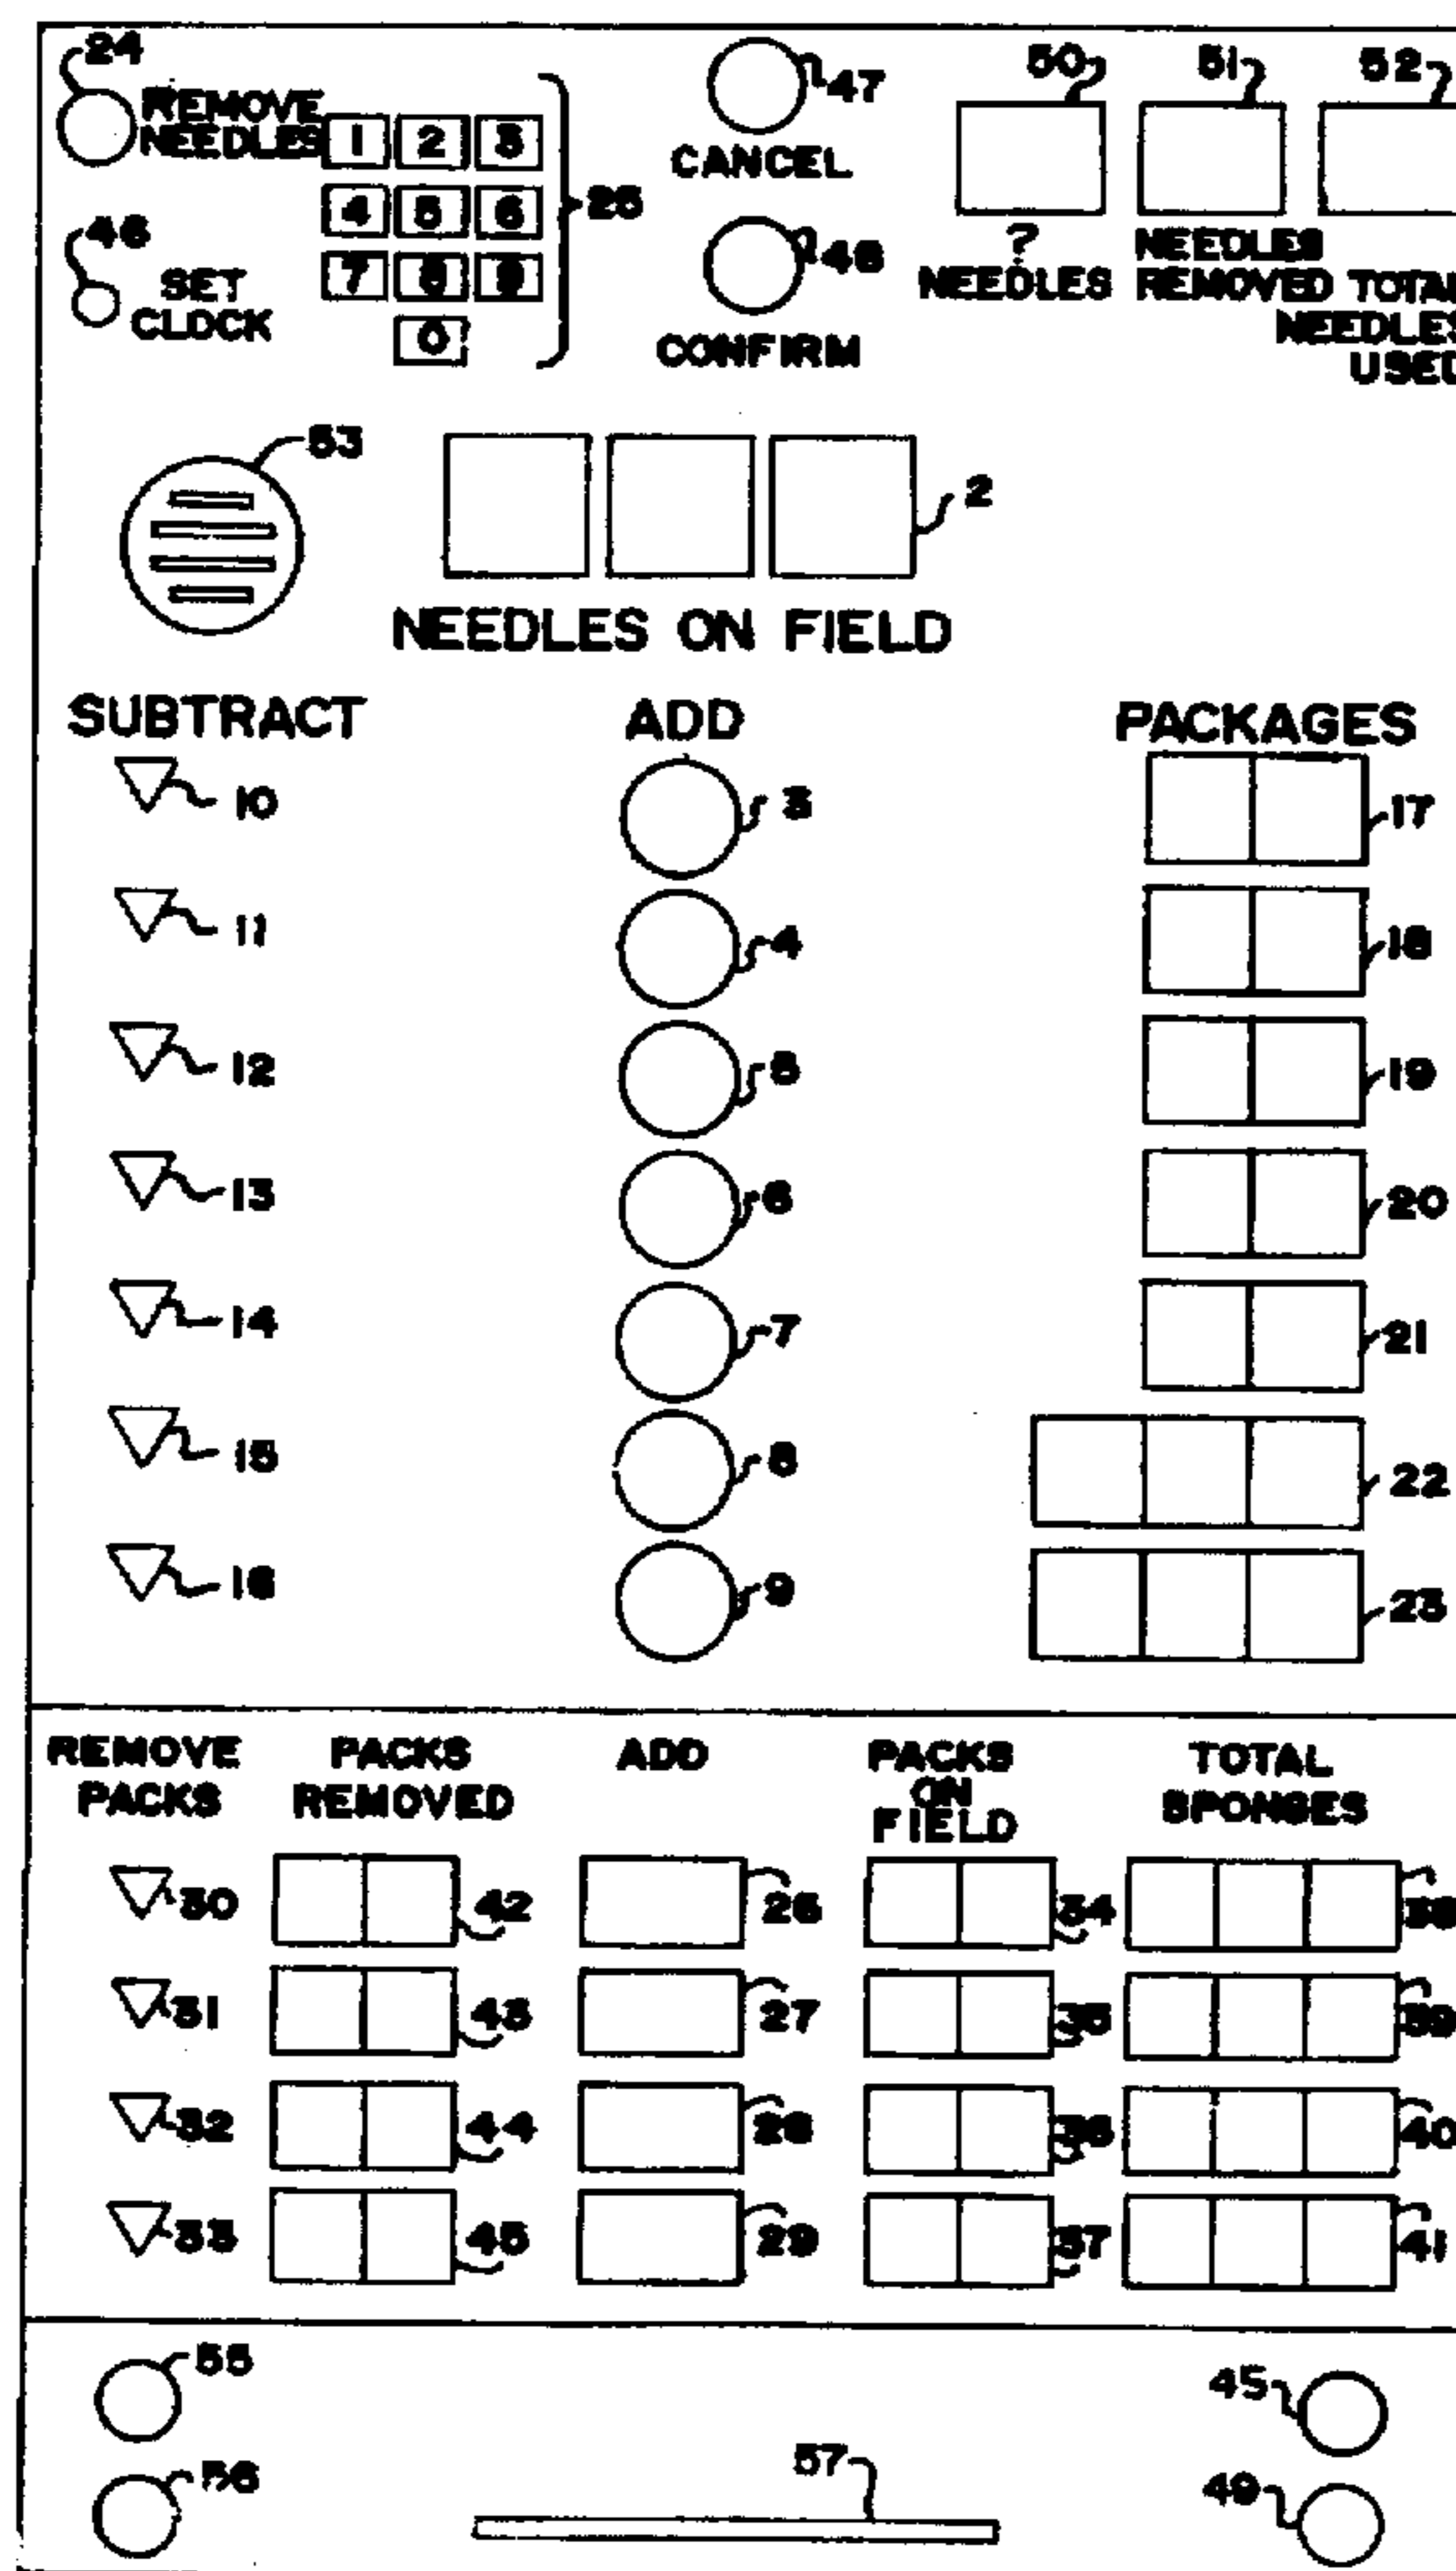 24
REMOVE
NEEDLES
1 2 3
4 5 6
7 8 9
0
25
46
SET
CLOCK
47
CANCEL
48
CONFIRM
50
?
NEEDLES
51
NEEDLES
REMOVED
52
TOTAL
NEEDLES
USED
53
2
NEEDLES ON FIELD
SUBTRACT ADD PACKAGES
10 3 17
11 4 18
12 5 19
13 6 20
14 7 21
15 8 22
16 9 23
REMOVE
PACKS
PACKS
REMOVED
ADD
PACKS
ON
FIELD
TOTAL
SPONGES
30 42 26 34 38
31 43 27 35 39
32 44 28 36 40
33 45 29 37 41
55
45
56
57
49